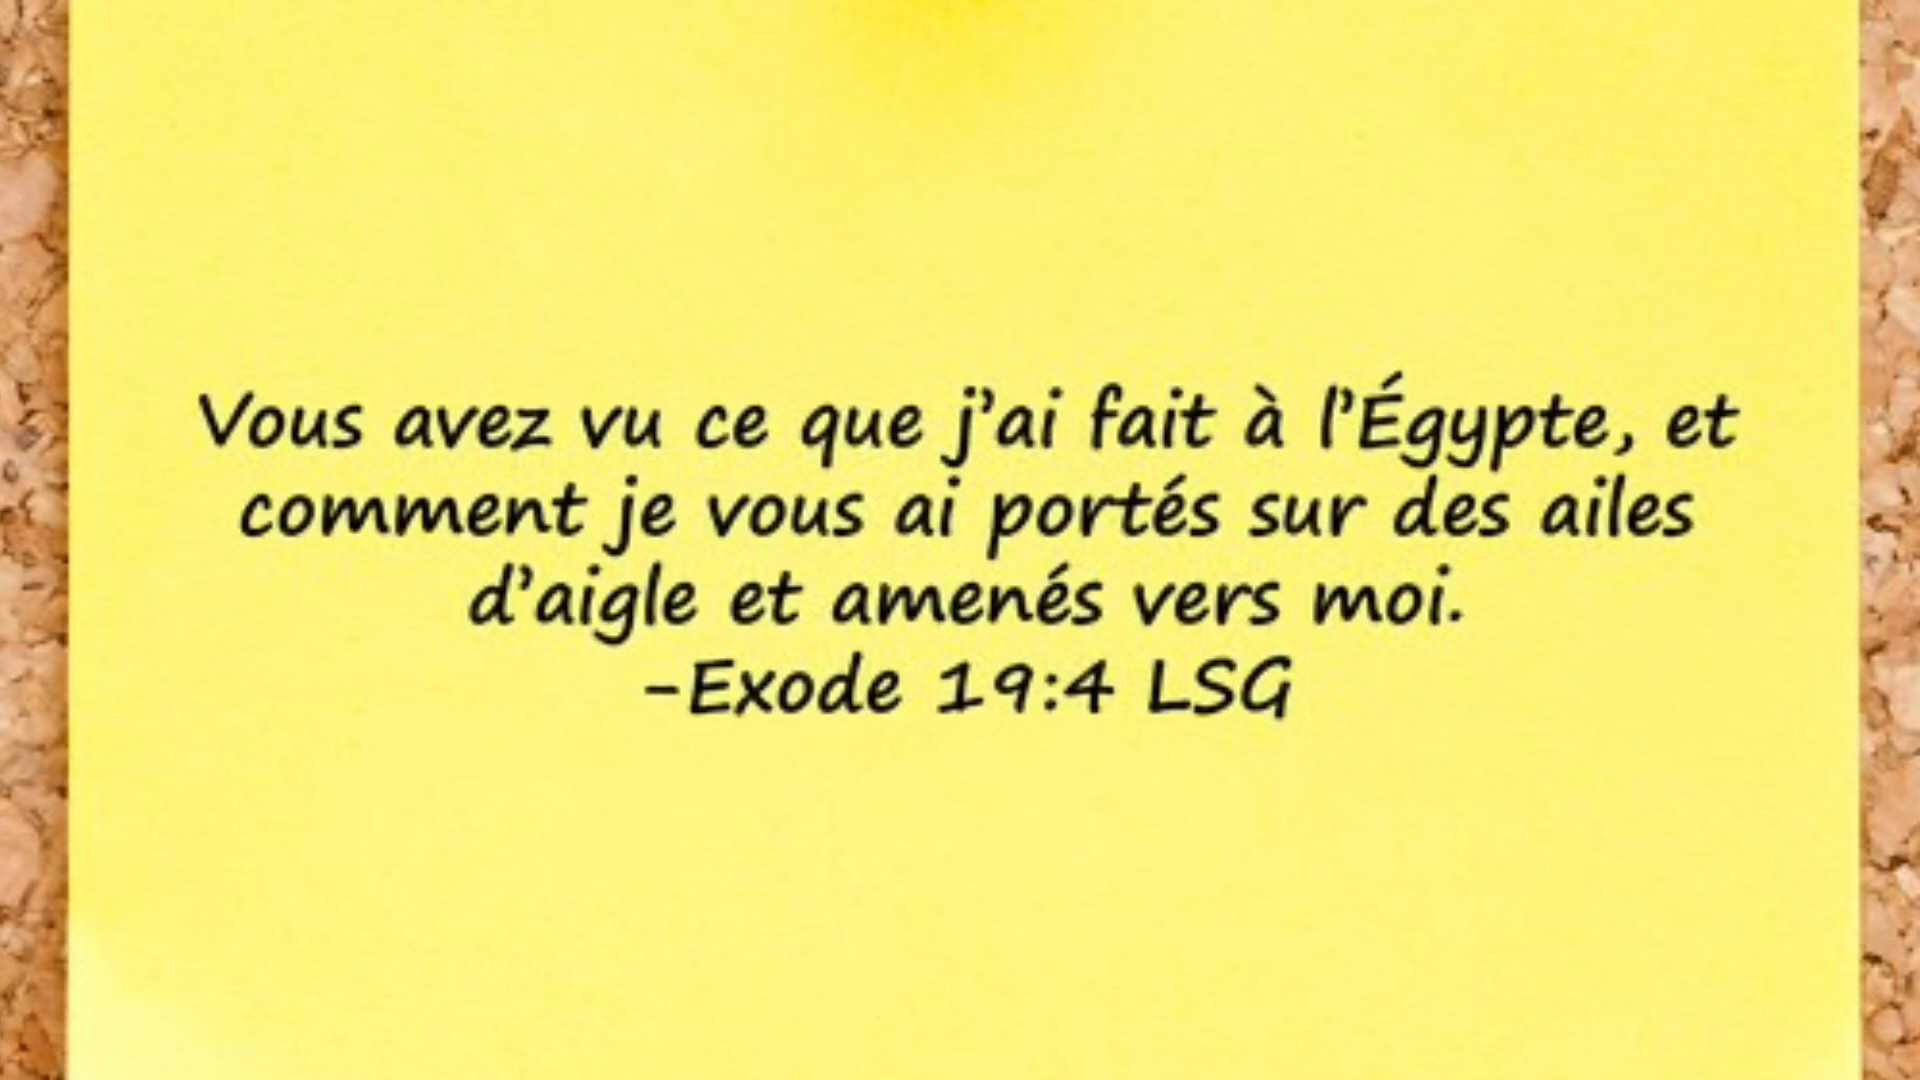 Vous avez vu ce que j’ai fait à l’Égypte, et
comment je vous ai portés sur des ailes
d’aigle et amenés vers moi.
-Exode 19:4 LSG